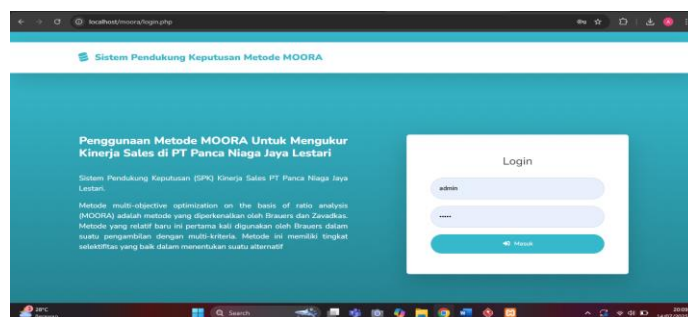 localhost/moora/login.php
Sistem Pendukung Keputusan Metode MOORA
Penggunaan Metode MOORA Untuk Mengukur
Kinerja Sales di PT Panca Niaga Jaya Lestari
Sistem Pendukung Keputusan (SPK) Kinerja Sales PT Panca Niaga Jaya
Lestari.
Metode multi-objective optimization on the basis of ratio analysis
(MOORA) adalah metode yang diperkenalkan oleh Brauers dan Zavadkas.
Metode yang relatif baru ini pertama kali digunakan oleh Brauers dalam
suatu pengambilan dengan multi-kriteria. Metode ini memiliki tingkat
selektifitas yang baik dalam menentukan suatu alternatif
Login
admin
•••••
Masuk
28°C
Search